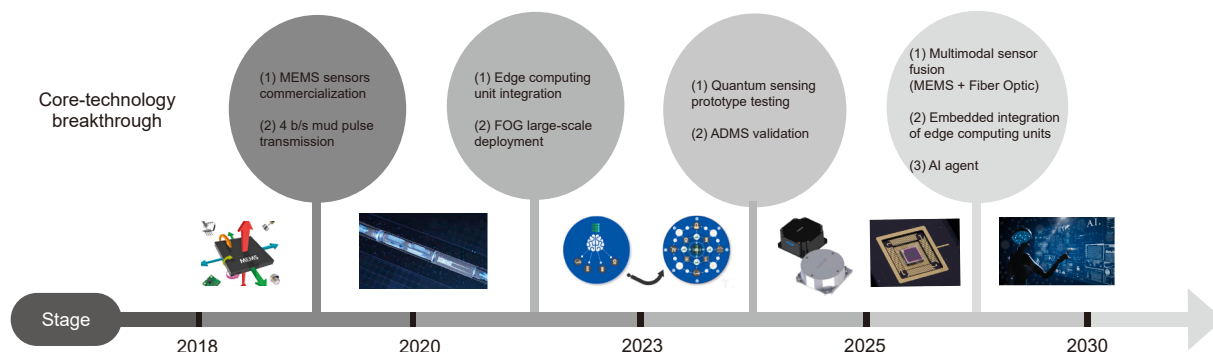 Core-technology
breakthrough
(1) MEMS sensors
commercialization
(2) 4 b/s mud pulse
transmission
(1) Edge computing
unit integration
(2) FOG large-scale
deployment
(1) Quantum sensing
prototype testing
(2) ADMS validation
(1) Multimodal sensor
fusion
(MEMS + Fiber Optic)
(2) Embedded integration
of edge computing units
(3) AI agent
MEMS
AI
Stage
2018
2020
2023
2025
2030